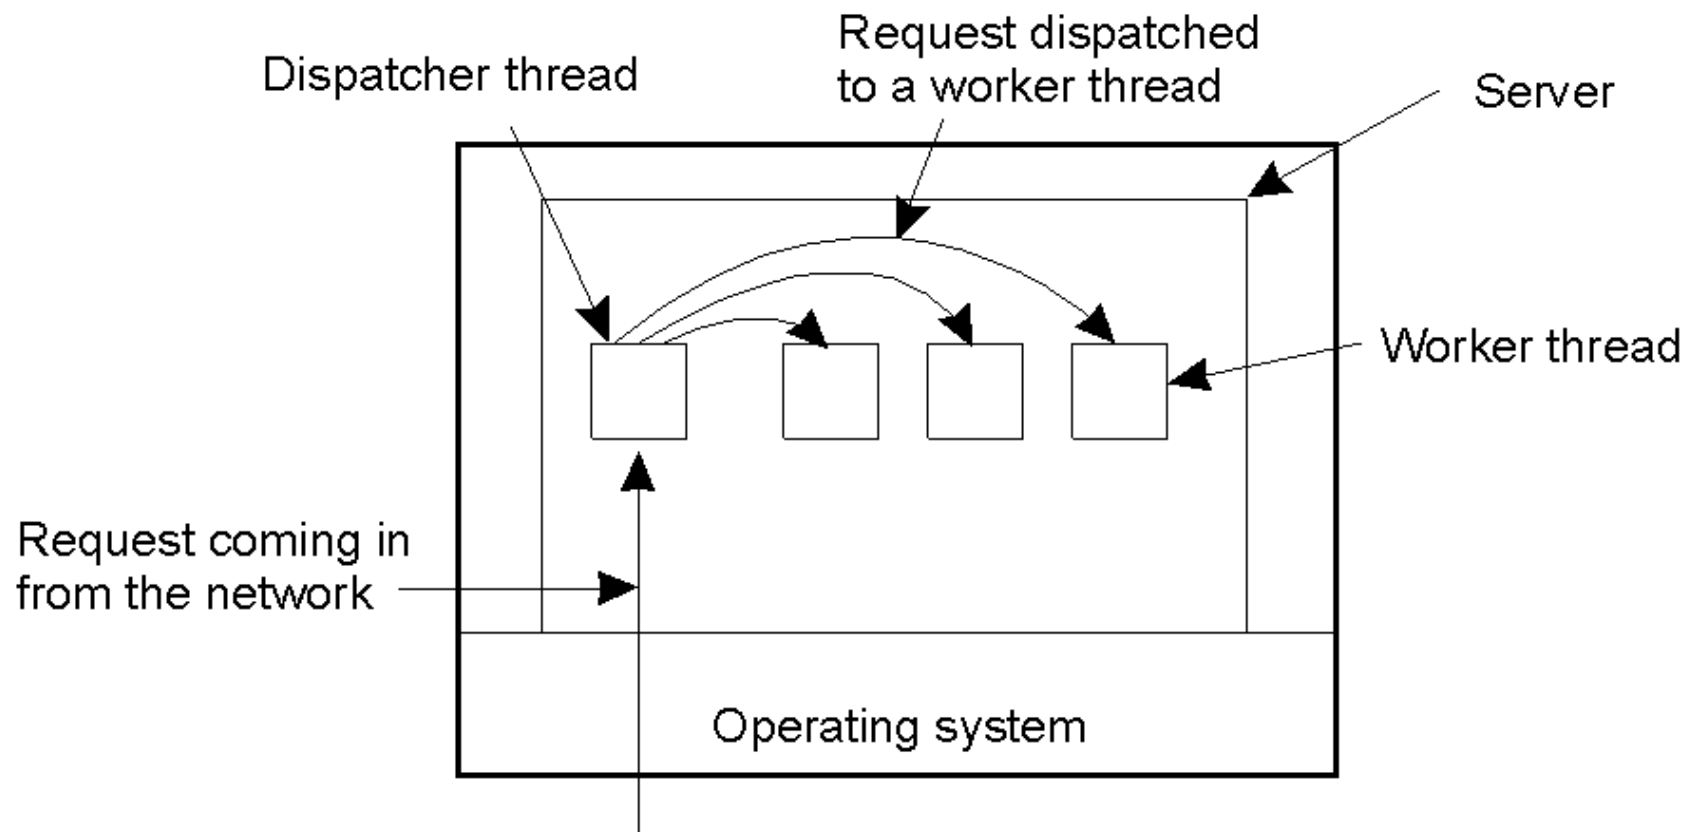 Request dispatched
to a worker thread
Dispatcher thread
Server
Worker thread
Request coming in
from the network
Operating system